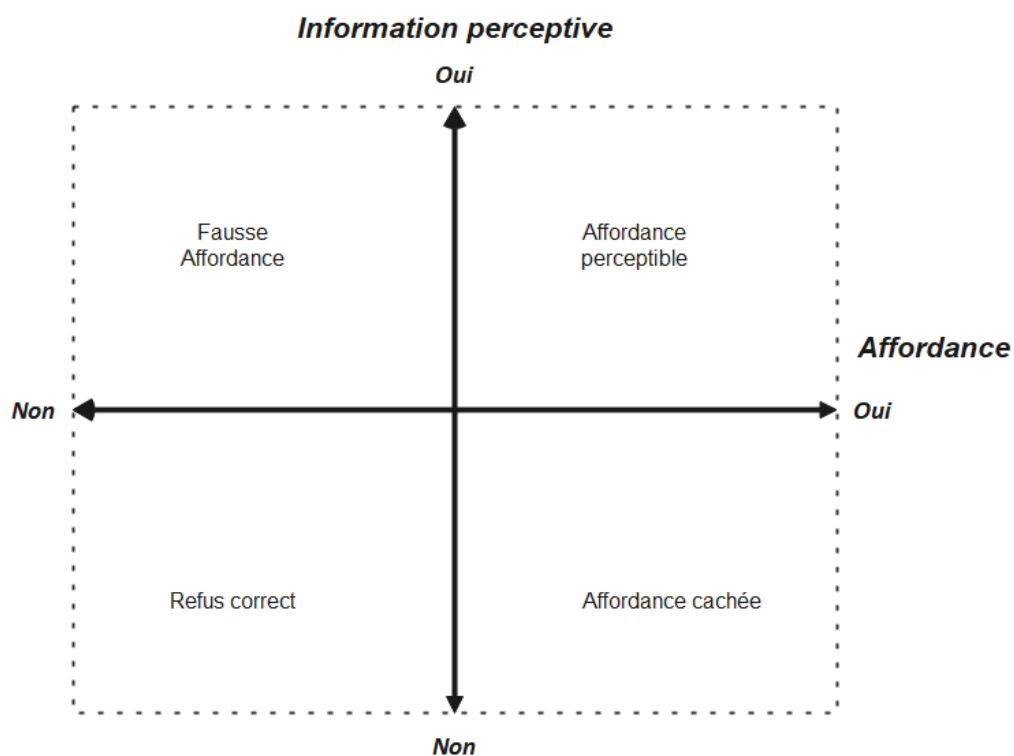 Information perceptive
Oui
Fausse
Affordance
Affordance
perceptible
Affordance
Non
Oui
Refus correct
Affordance cachée
Non